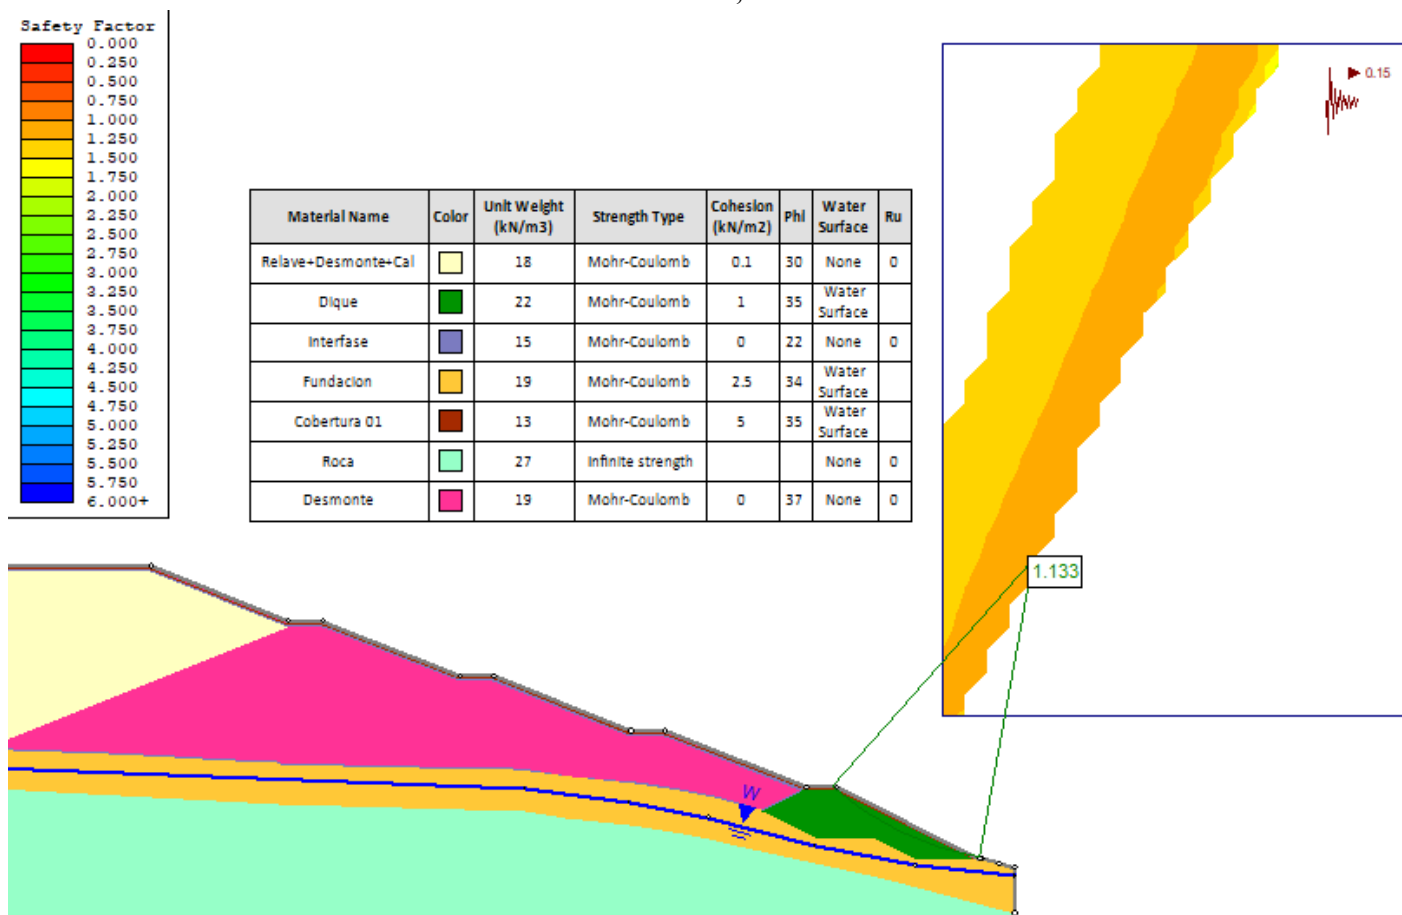 Safety Factor
0.000
0.250
0.500
0.750
1.000
1.250
1.500
1.750
2.000
2.250
2.500
2.750
3.000
3.250
3.500
3.750
4.000
4.250
4.500
4.750
5.000
5.250
5.500
5.750
6.000+
0.15
Material Name Color Unit Weight (kN/m3) Strength Type Cohesion (kN/m2) Phi Water Surface Ru
Relave+Desmonte+Cal 18 Mohr-Coulomb 0.1 30 None 0
Dique 22 Mohr-Coulomb 1 35 Water Surface
Interfase 15 Mohr-Coulomb 0 22 None 0
Fundacion 19 Mohr-Coulomb 2.5 34 Water Surface
Cobertura 01 13 Mohr-Coulomb 5 35 Water Surface
Roca 27 Infinite strength None 0
Desmonte 19 Mohr-Coulomb 0 37 None 0
1.133
W